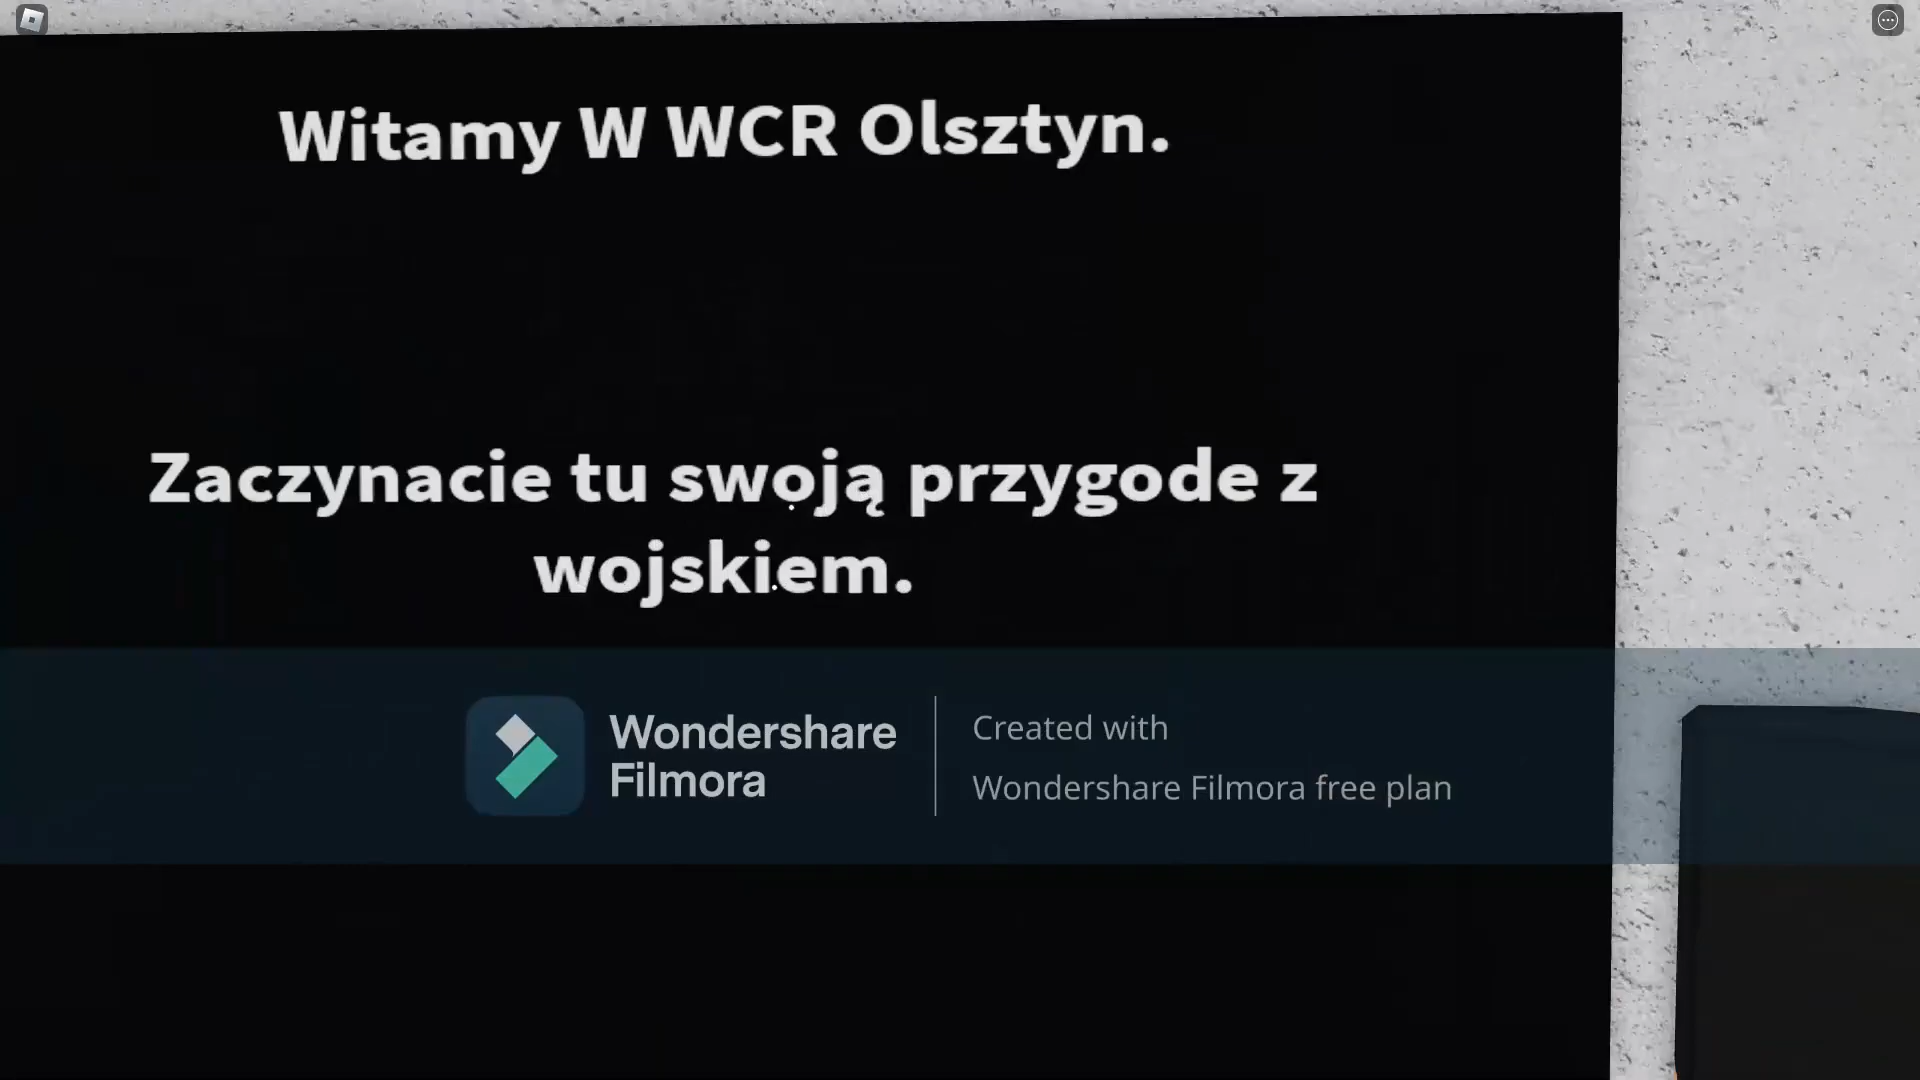 Witamy W WCR Olsztyn.
Zaczynacie tu swoją przygode z
wojskiem.
Wondershare
Filmora
Created with
Wondershare Filmora free plan